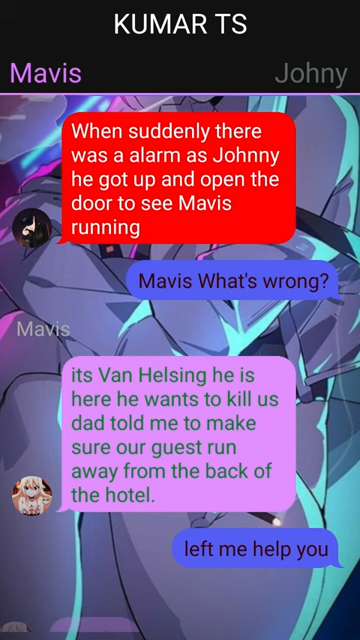 KUMAR TS
Mavis Johny
When suddenly there
was a alarm as Johnny
he got up and open the
door to see Mavis
running
Mavis What's wrong?
Mavis
its Van Helsing he is
here he wants to kill us
dad told me to make
sure our guest run
away from the back of
the hotel.
left me help you